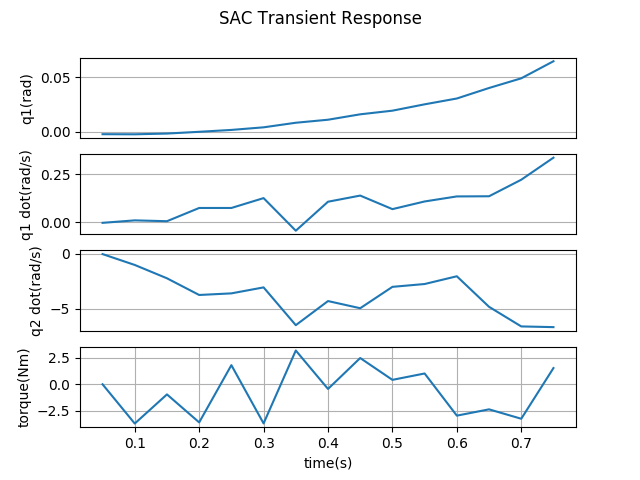 SAC Transient Response
q1(rad)
0.05
0.00
q1 dot(rad/s)
0.25
0.00
q2 dot(rad/s)
0
−5
torque(Nm)
2.5
0.0
−2.5
0.1 0.2 0.3 0.4 0.5 0.6 0.7
time(s)